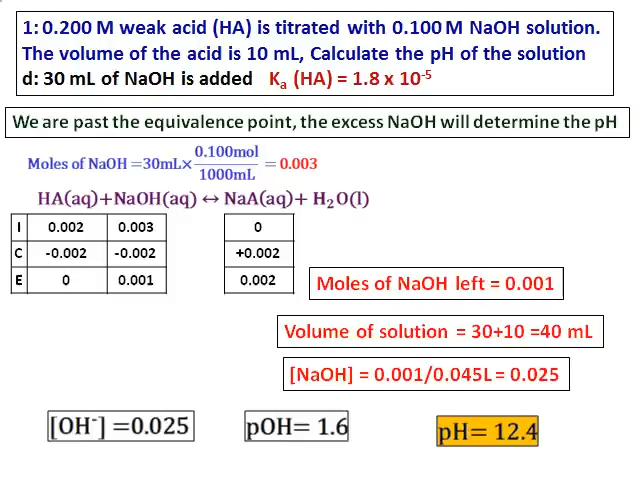 1: 0.200 M weak acid (HA) is titrated with 0.100 M NaOH solution.
The volume of the acid is 10 mL, Calculate the pH of the solution
d: 30 mL of NaOH is added Kₐ (HA) = 1.8 x 10⁻⁵
We are past the equivalence point, the excess NaOH will determine the pH
Moles of NaOH =30mL× 0.100mol/1000mL = 0.003
HA(aq)+NaOH(aq) ↔ NaA(aq)+ H₂O(l)
I 0.002 0.003 0
C -0.002 -0.002 +0.002
E 0 0.001 0.002
Moles of NaOH left = 0.001
Volume of solution = 30+10 =40 mL
[NaOH] = 0.001/0.045L = 0.025
[OH⁻] =0.025 pOH= 1.6 pH= 12.4